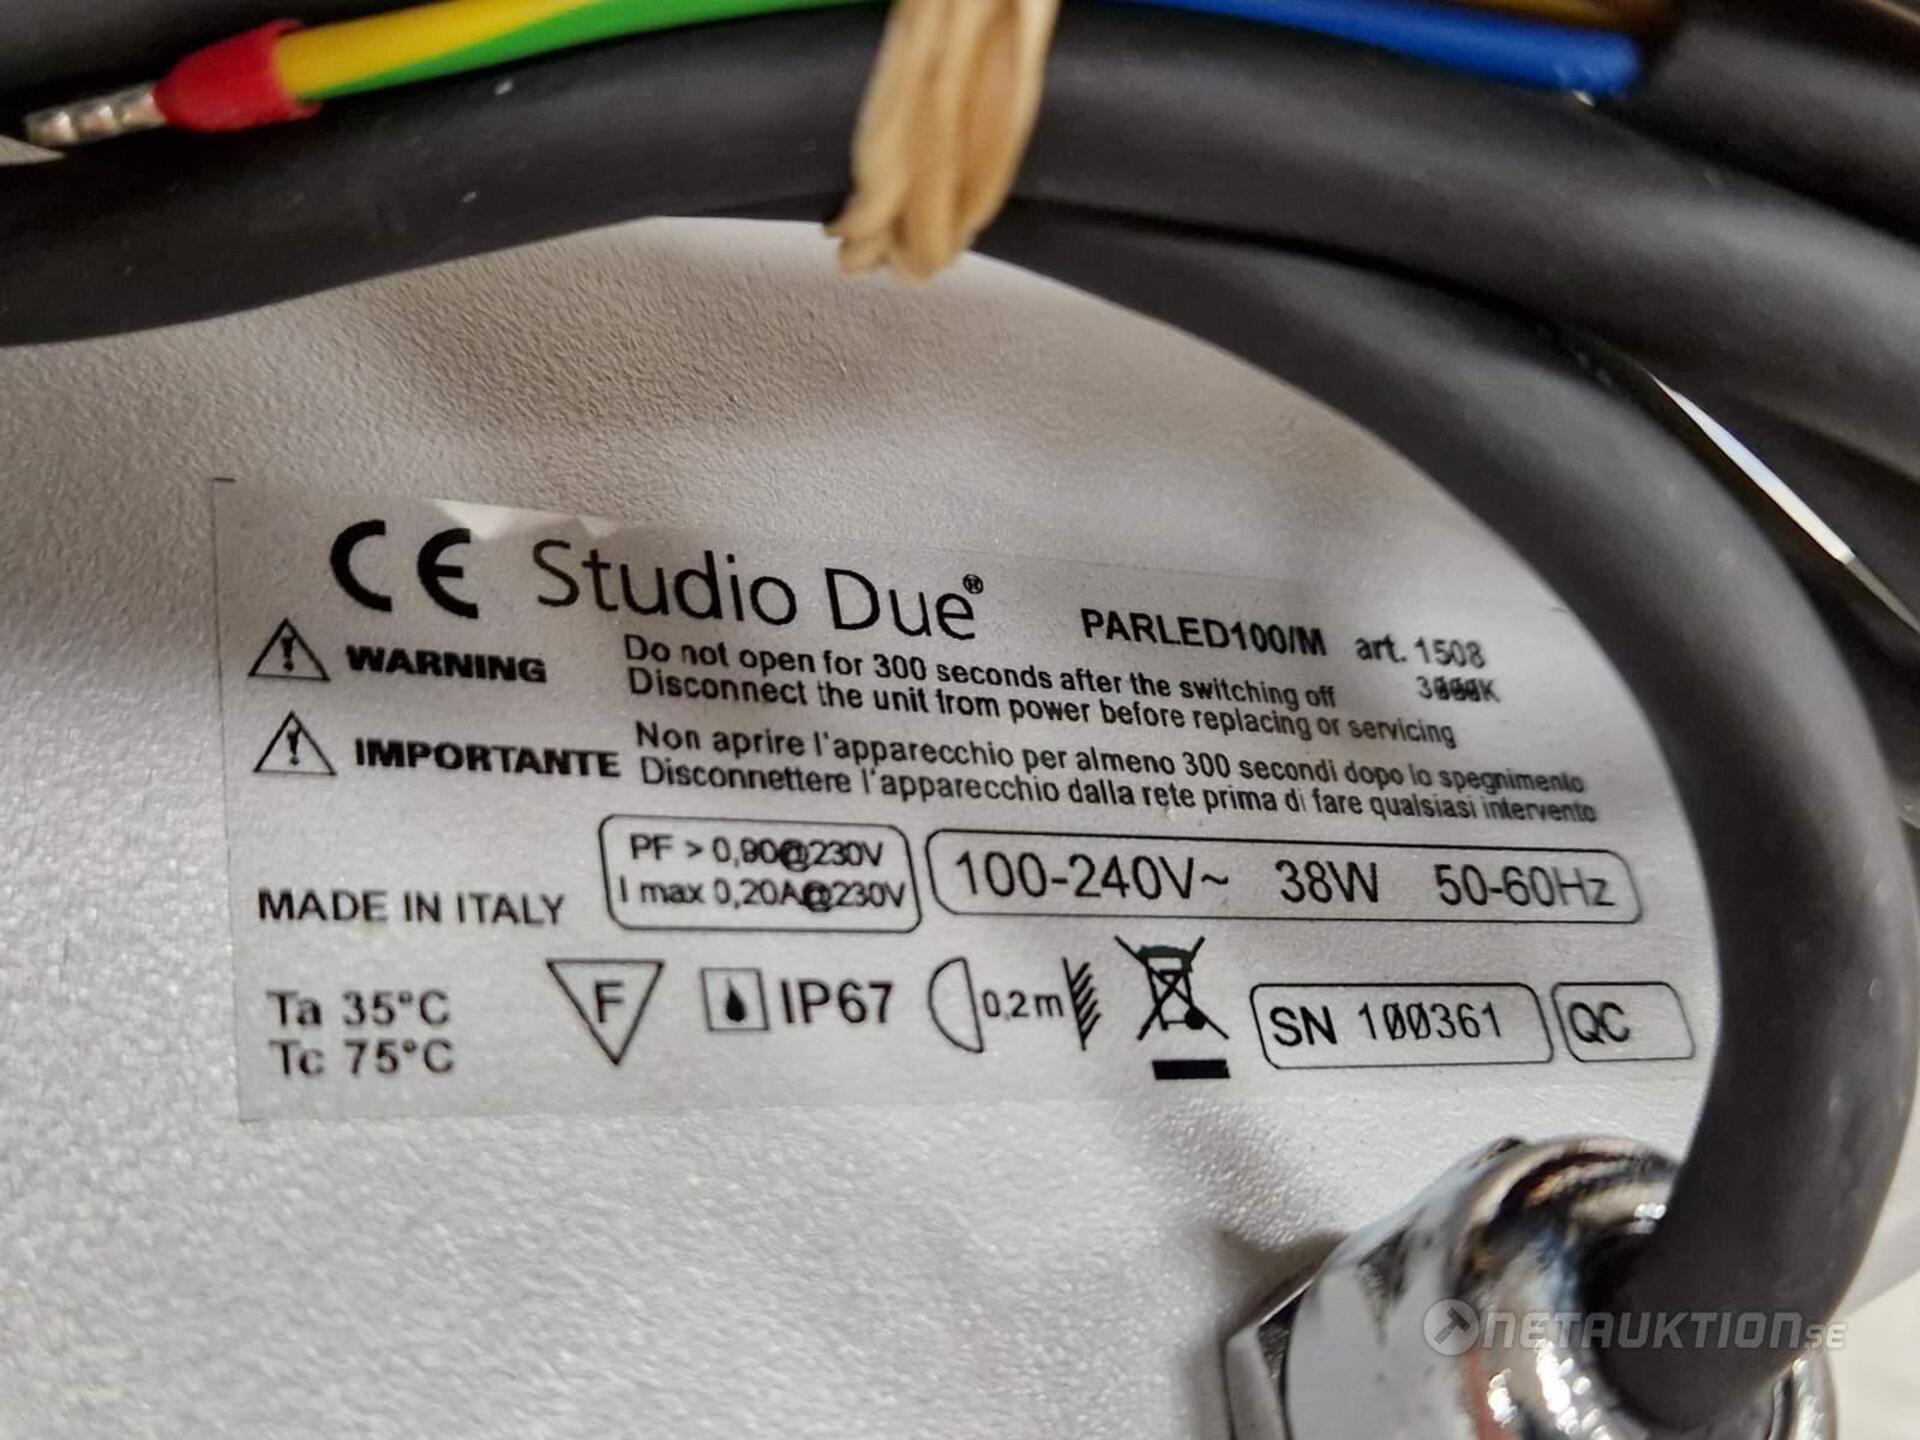 CE Studio Due® PARLED100/M art. 1508
3000K
WARNING Do not open for 300 seconds after the switching off
Disconnect the unit from power before replacing or servicing
IMPORTANTE Non aprire l'apparecchio per almeno 300 secondi dopo lo spegnimento
Disconnettere l'apparecchio dalla rete prima di fare qualsiasi intervento
MADE IN ITALY
PF > 0,90@230V
I max 0,20A@230V
100-240V~ 38W 50-60Hz
Ta 35°C
Tc 75°C
F
IP67
0,2m
SN 100361
QC
NETAUKTION.SE